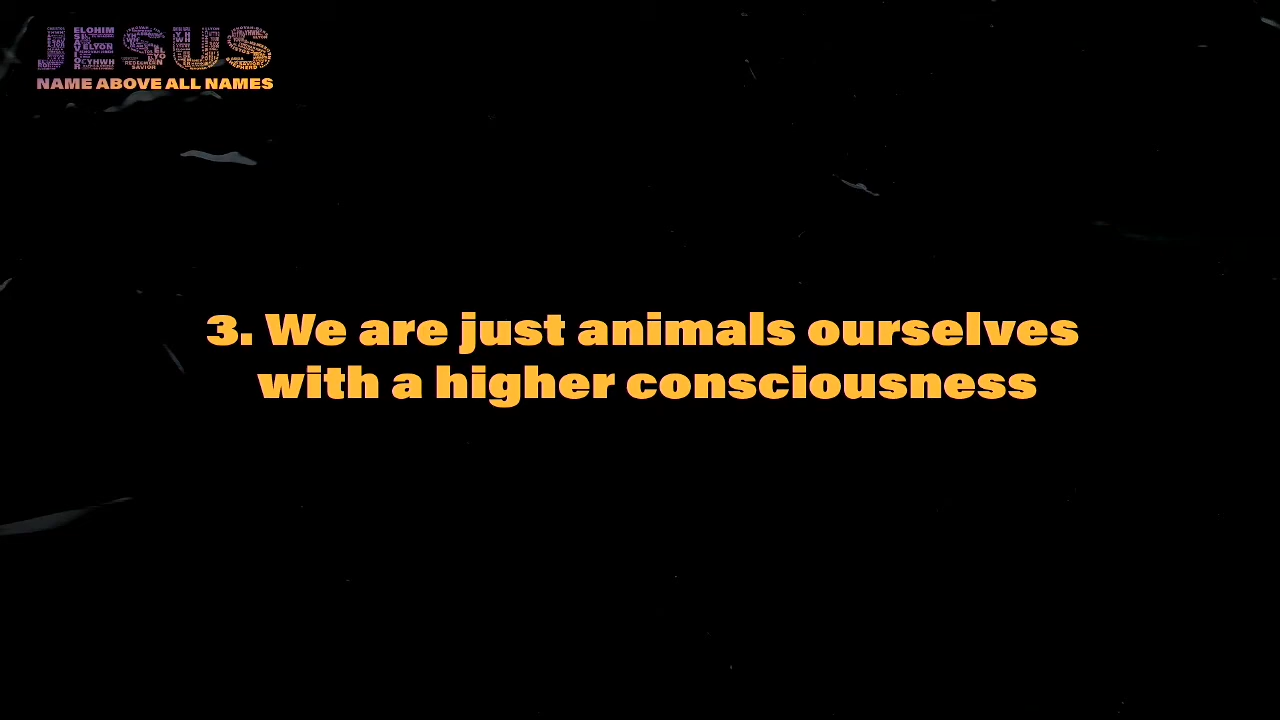 JESUS
NAME ABOVE ALL NAMES
3. We are just animals ourselves
with a higher consciousness